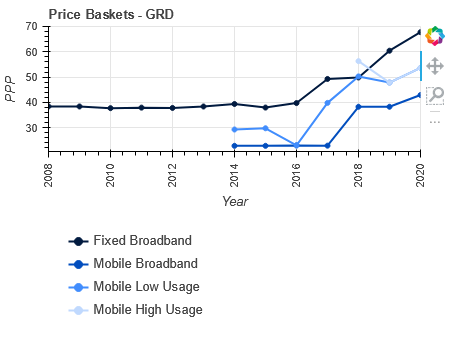 Price Baskets - GRD
70
60
50
40
30
PPP
2008
2010
2012
2014
2016
2018
2020
Year
Fixed Broadband
Mobile Broadband
Mobile Low Usage
Mobile High Usage